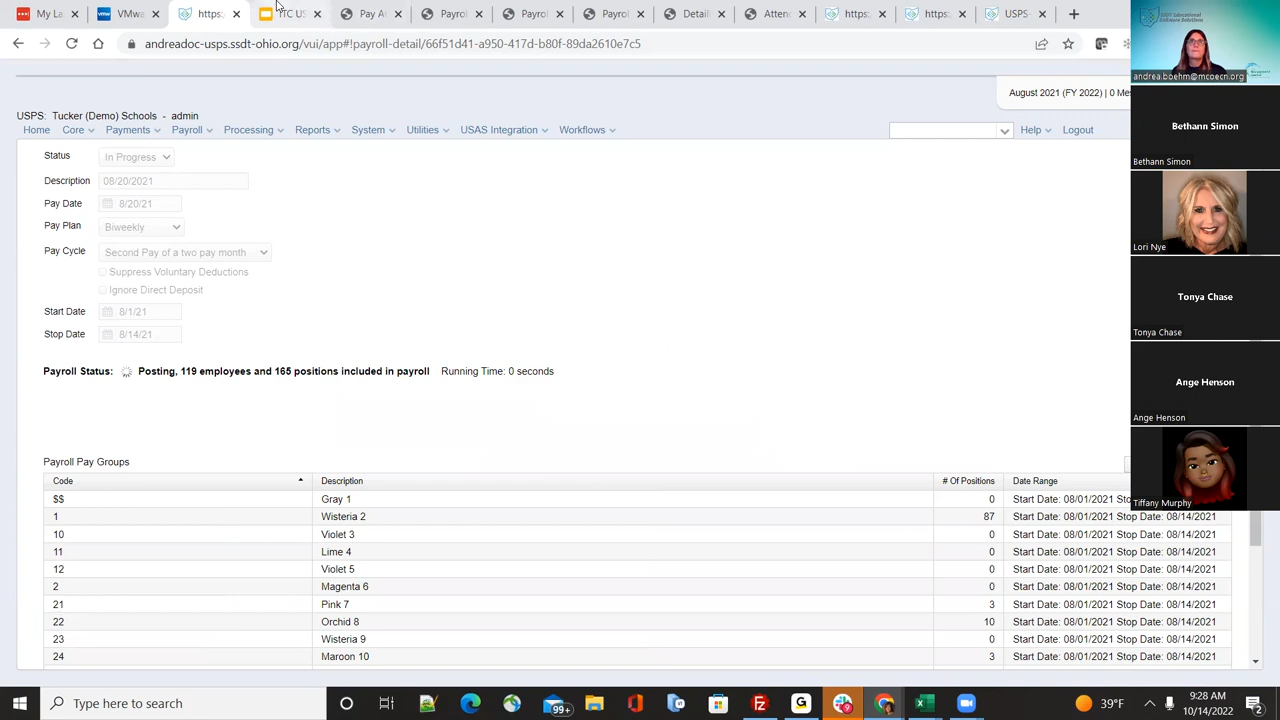 My La
VMwa
https:
ITC US
Pay A
Payrol
Payrol
Detail
Atten
https:
USPS
andreadoc-usps.ssdt-ohio.org/vui/app#!payroll-detail/
August 2021 (FY 2022) | 0 Mes
USPS: Tucker (Demo) Schools - admin
Home Core Payments Payroll Processing Reports System Utilities USAS Integration Workflows Help Logout
Status In Progress
Description 08/20/2021
Pay Date 8/20/21
Pay Plan Biweekly
Pay Cycle Second Pay of a two pay month
Suppress Voluntary Deductions
Ignore Direct Deposit
Start Date 8/1/21
Stop Date 8/14/21
Payroll Status: Posting, 119 employees and 165 positions included in payroll Running Time: 0 seconds
Payroll Pay Groups
Code Description # Of Positions Date Range
$$ Gray 1 0 Start Date: 08/01/2021 Stop Date: 08/14/2021
1 Wisteria 2 87 Start Date: 08/01/2021 Stop Date: 08/14/2021
10 Violet 3 0 Start Date: 08/01/2021 Stop Date: 08/14/2021
11 Lime 4 0 Start Date: 08/01/2021 Stop Date: 08/14/2021
12 Violet 5 0 Start Date: 08/01/2021 Stop Date: 08/14/2021
2 Magenta 6 0 Start Date: 08/01/2021 Stop Date: 08/14/2021
21 Pink 7 3 Start Date: 08/01/2021 Stop Date: 08/14/2021
22 Orchid 8 10 Start Date: 08/01/2021 Stop Date: 08/14/2021
23 Wisteria 9 0 Start Date: 08/01/2021 Stop Date: 08/14/2021
24 Maroon 10 3 Start Date: 08/01/2021 Stop Date: 08/14/2021
andrea.boehm@mcoecn.org
Bethann Simon
Bethann Simon
Lori Nye
Tonya Chase
Tonya Chase
Ange Henson
Ange Henson
Tiffany Murphy
Type here to search
99+
39°F
9:28 AM
10/14/2022
2